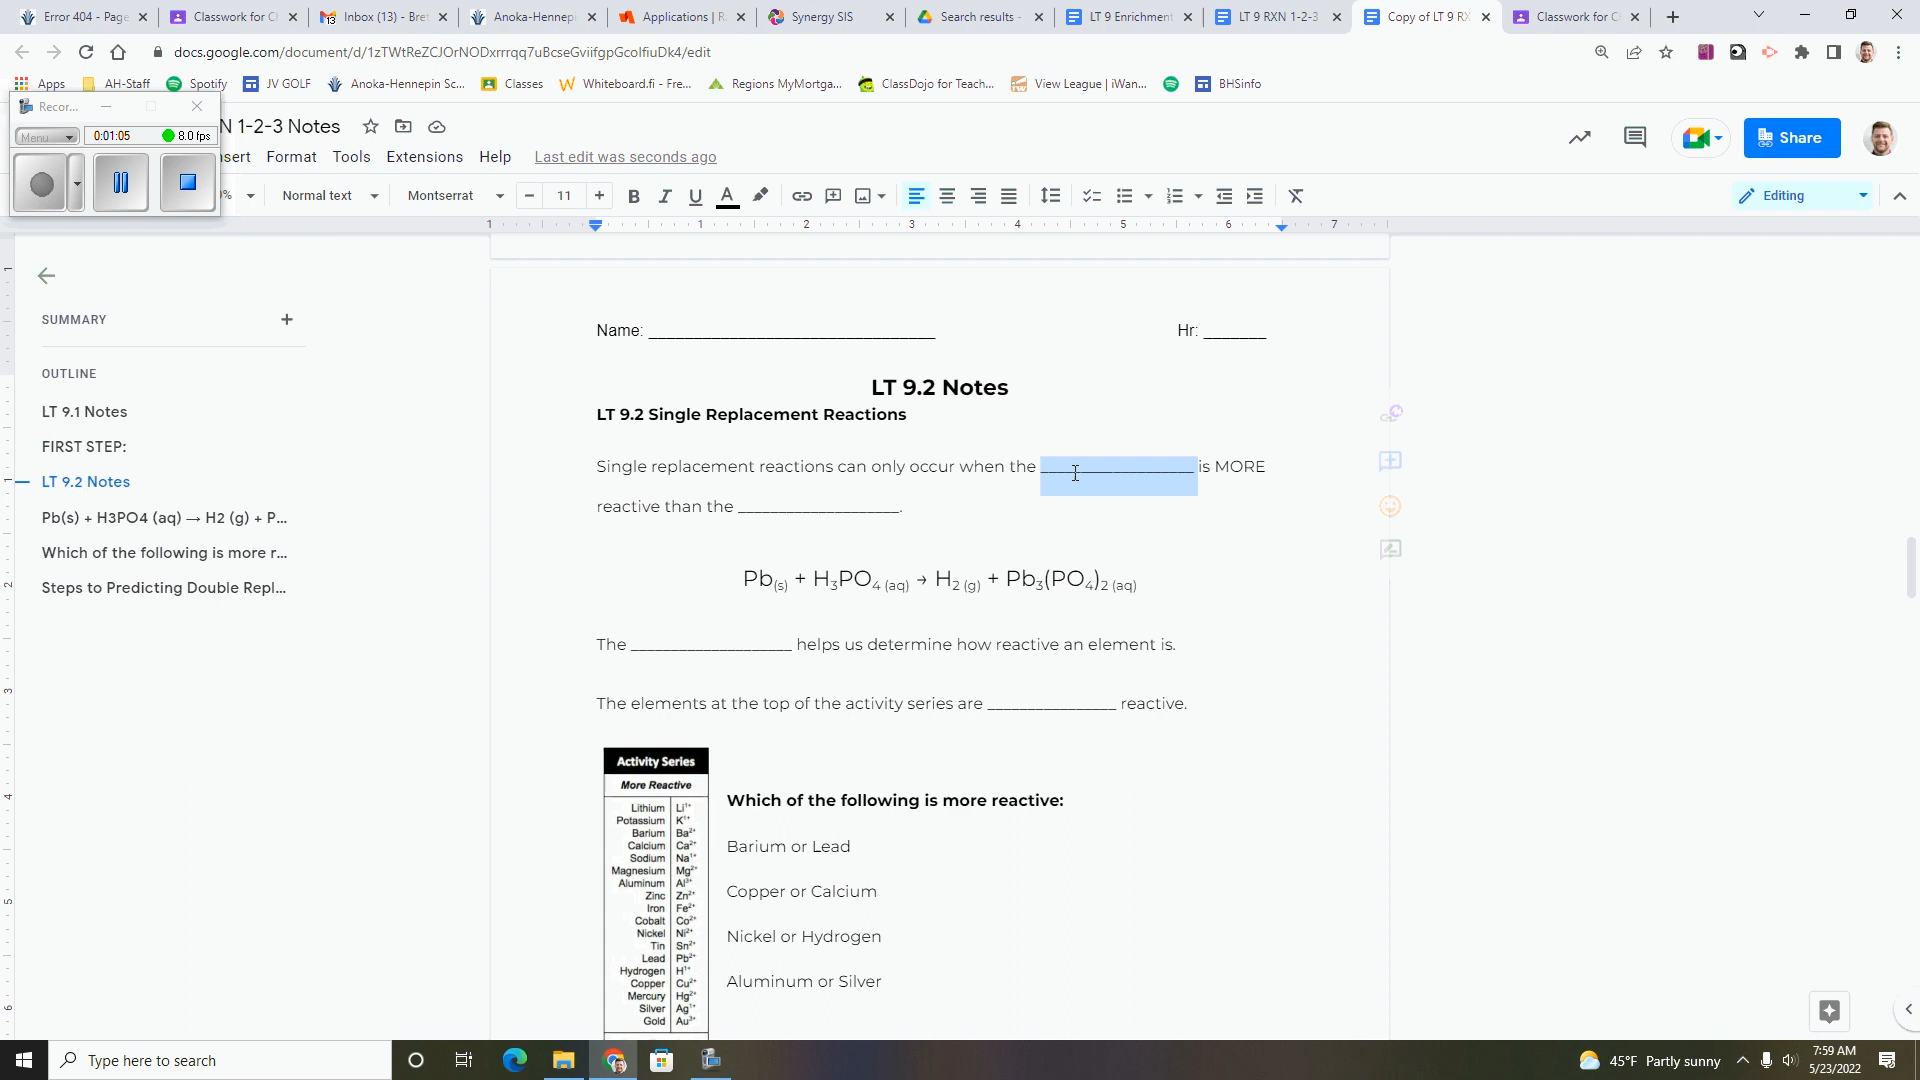 Error 404 - Page
Classwork for C
Inbox (13) - Bret
Anoka-Hennepi
Applications | R
Synergy SIS
Search results -
LT 9 Enrichment
LT 9 RXN 1-2-3
Copy of LT 9 RX
Classwork for C
docs.google.com/document/d/1zTWtReZCJOrNODxrrrqq7uBcseGviifgpGcolfiuDk4/edit
Apps
AH-Staff
Spotify
JV GOLF
Anoka-Hennepin Sc...
Classes
Whiteboard.fi - Fre...
Regions MyMortga...
ClassDojo for Teach...
View League | iWan...
BHSinfo
Recor...
Menu
0:01:05
8.0 fps
N 1-2-3 Notes
nsert Format Tools Extensions Help Last edit was seconds ago
Share
% Normal text Montserrat 11
Editing
SUMMARY
OUTLINE
LT 9.1 Notes
FIRST STEP:
LT 9.2 Notes
Pb(s) + H3PO4 (aq) → H2 (g) + P...
Which of the following is more r...
Steps to Predicting Double Repl...
Name: ________________________________ Hr: _______
LT 9.2 Notes
LT 9.2 Single Replacement Reactions
Single replacement reactions can only occur when the ___________________ is MORE
reactive than the ____________________.
Pb(s) + H₃PO₄ (aq) → H₂ (g) + Pb₃(PO₄)₂ (aq)
The ____________________ helps us determine how reactive an element is.
The elements at the top of the activity series are ________________ reactive.
Activity Series
More Reactive
Lithium Li¹⁺
Potassium K¹⁺
Barium Ba²⁺
Calcium Ca²⁺
Sodium Na¹⁺
Magnesium Mg²⁺
Aluminum Al³⁺
Zinc Zn²⁺
Iron Fe²⁺
Cobalt Co²⁺
Nickel Ni²⁺
Tin Sn²⁺
Lead Pb²⁺
Hydrogen H¹⁺
Copper Cu²⁺
Mercury Hg²⁺
Silver Ag¹⁺
Gold Au³⁺
Which of the following is more reactive:
Barium or Lead
Copper or Calcium
Nickel or Hydrogen
Aluminum or Silver
Type here to search
45°F Partly sunny
7:59 AM
5/23/2022